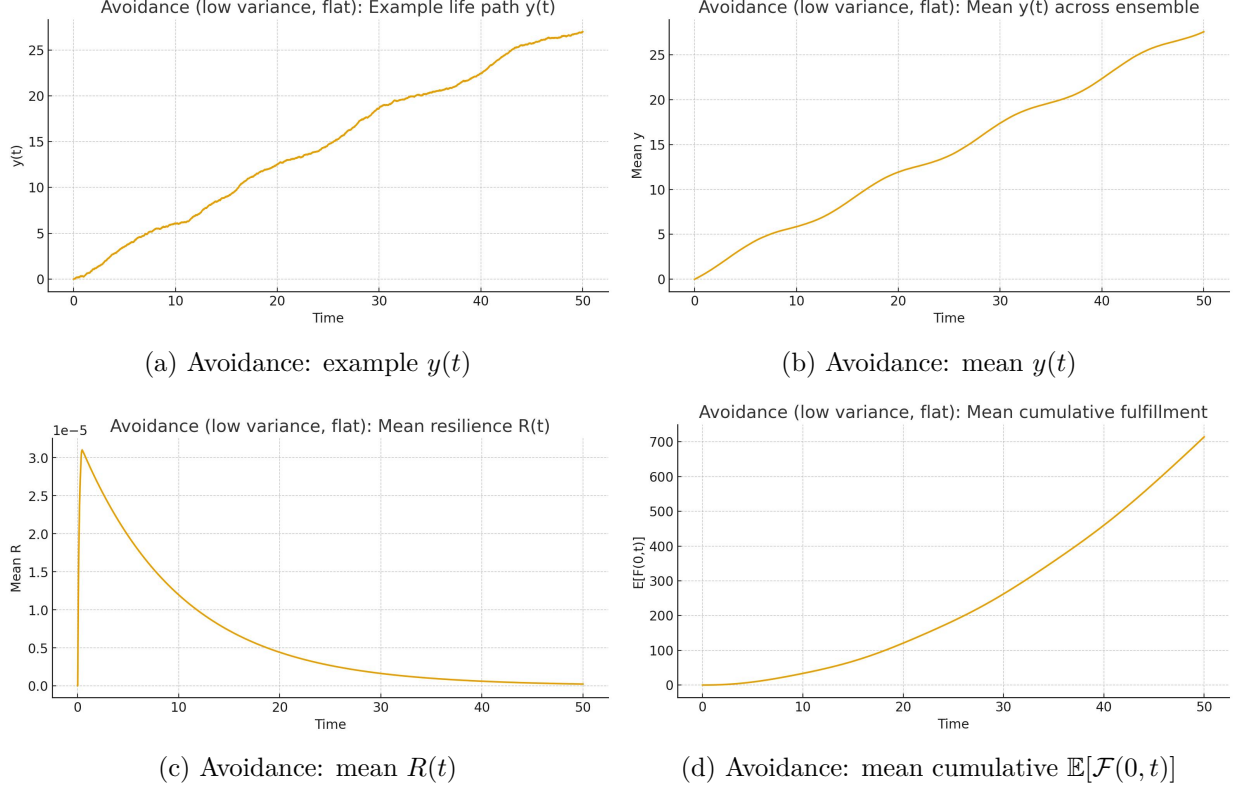 Avoidance (low variance, flat): Example life path y(t)
25
20
15
10
5
0
y(t)
0 10 20 30 40 50
Time
(a) Avoidance: example y(t)
Avoidance (low variance, flat): Mean y(t) across ensemble
25
20
15
10
5
0
Mean y
0 10 20 30 40 50
Time
(b) Avoidance: mean y(t)
Avoidance (low variance, flat): Mean resilience R(t)
1e−5
3.0
2.5
2.0
1.5
1.0
0.5
0.0
Mean R
0 10 20 30 40 50
Time
(c) Avoidance: mean R(t)
Avoidance (low variance, flat): Mean cumulative fulfillment
700
600
500
400
300
200
100
0
E[F(0,t)]
0 10 20 30 40 50
Time
(d) Avoidance: mean cumulative 𝔼[ℱ(0, t)]